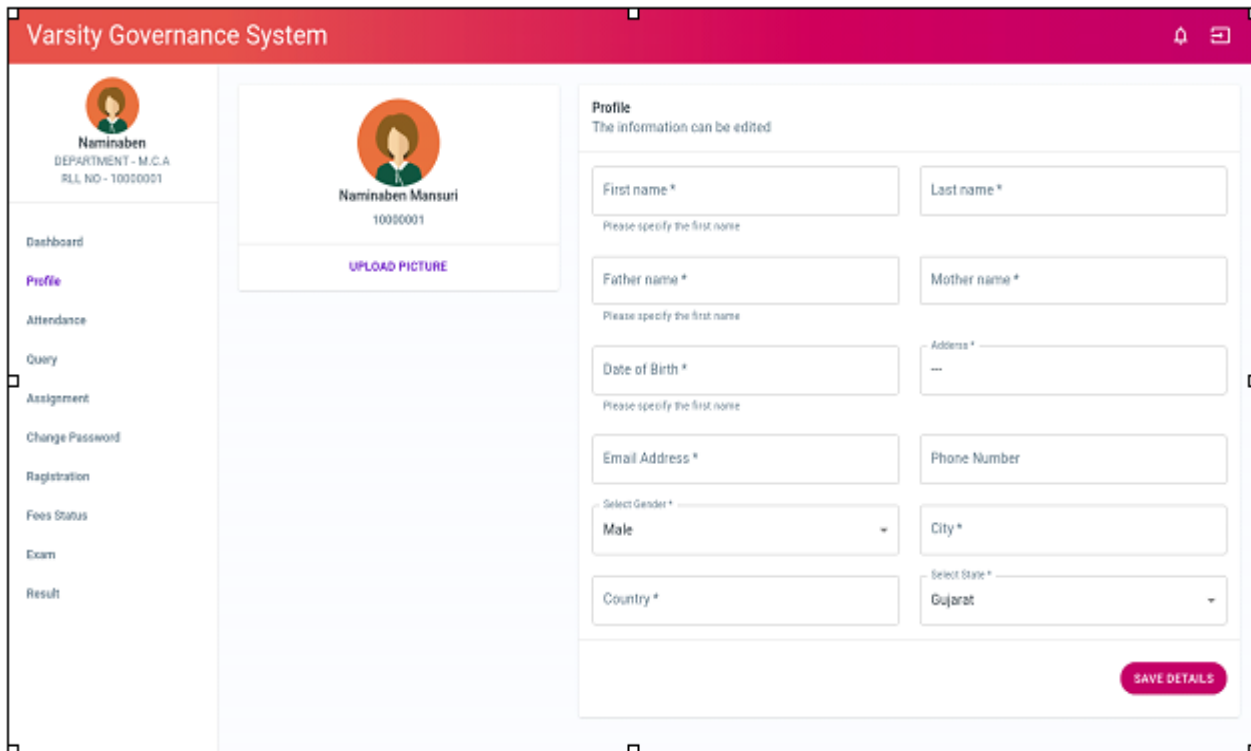 Varsity Governance System
Naminaben
DEPARTMENT - M.C.A
RLL NO - 10000001
Dashboard
Profile
Attendance
Query
Assignment
Change Password
Ragistration
Fees Status
Exam
Result
Naminaben Mansuri
10000001
UPLOAD PICTURE
Profile
The information can be edited
First name *
Last name *
Please specify the first name
Father name *
Mother name *
Please specify the first name
Date of Birth *
Adderss *
---
Please specify the first name
Email Address *
Phone Number
Select Gender *
Male
City *
Country *
Select State *
Gujarat
SAVE DETAILS